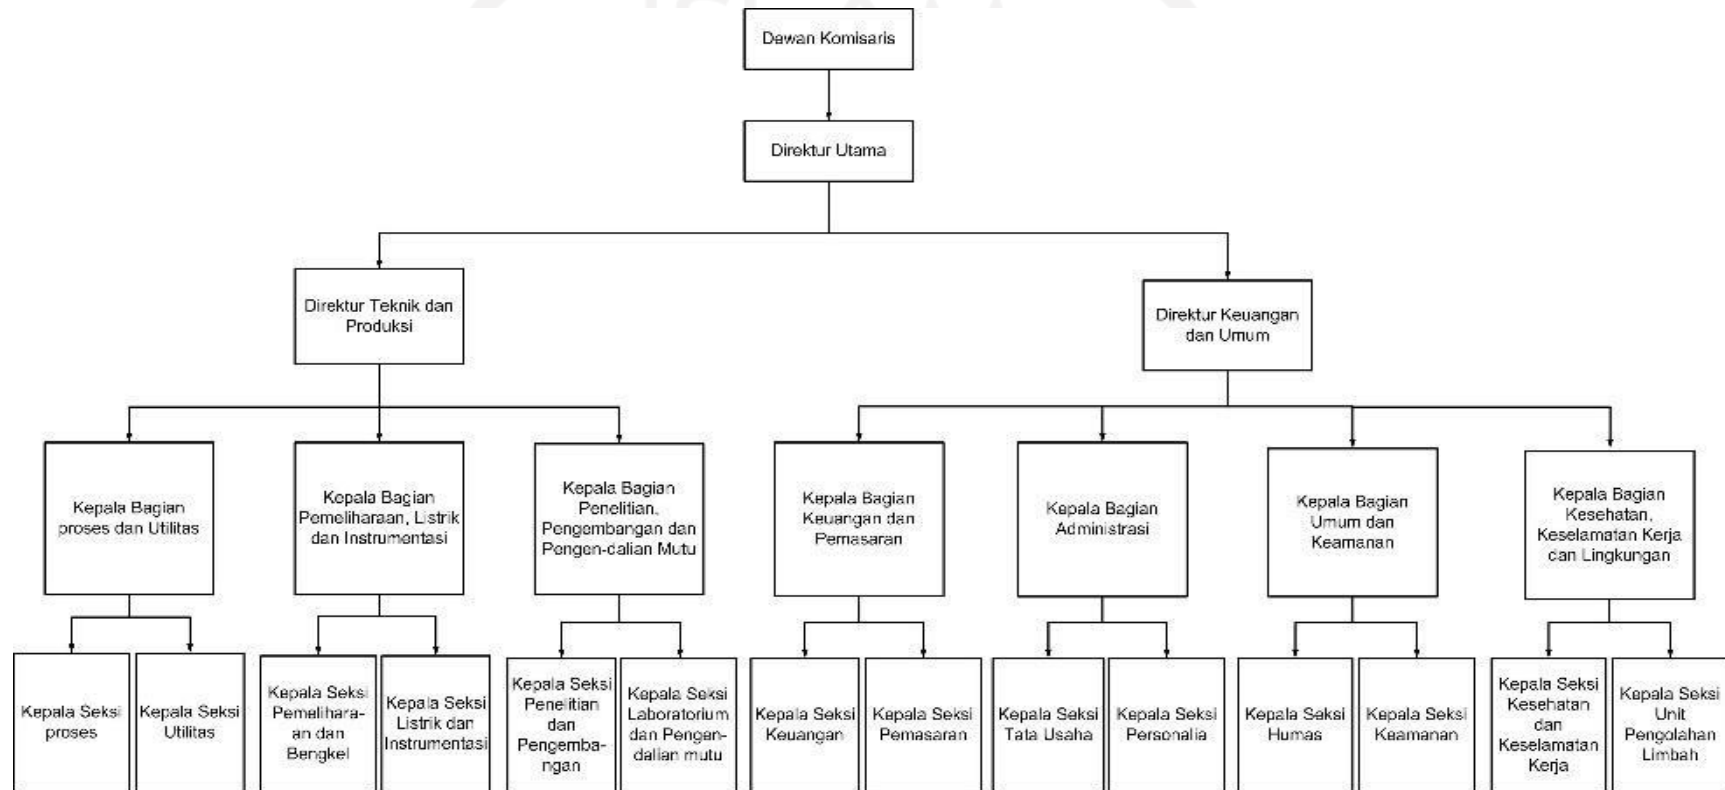 Dewan Komisaris
Direktur Utama
Direktur Teknik dan
Produksi
Direktur Keuangan
dan Umum
Kepala Bagian
proses dan Utilitas
Kepala Bagian
Pemeliharaan, Listrik
dan Instrumentasi
Kepala Bagian
Penelitian,
Pengembangan dan
Pengen-dalian Mutu
Kepala Bagian
Keuangan dan
Pemasaran
Kepala Bagian
Administrasi
Kepala Bagian
Umum dan
Keamanan
Kepala Bagian
Kesehatan,
Keselamatan Kerja
dan Lingkungan
Kepala Seksi
proses
Kepala Seksi
Utilitas
Kepala Seksi
Pemelihara-
an dan
Bengkel
Kepala Seksi
Listrik dan
Instrumentasi
Kepala Seksi
Penelitian
dan
Pengemba-
ngan
Kepala Seksi
Laboratorium
dan Pengen-
dalian mutu
Kepala Seksi
Keuangan
Kepala Seksi
Pemasaran
Kepala Seksi
Tata Usaha
Kepala Seksi
Personalia
Kepala Seksi
Humas
Kepala Seksi
Keamanan
Kepala Seksi
Kesehatan
dan
Keselamatan
Kerja
Kepala Seksi
Unit
Pengolahan
Limbah